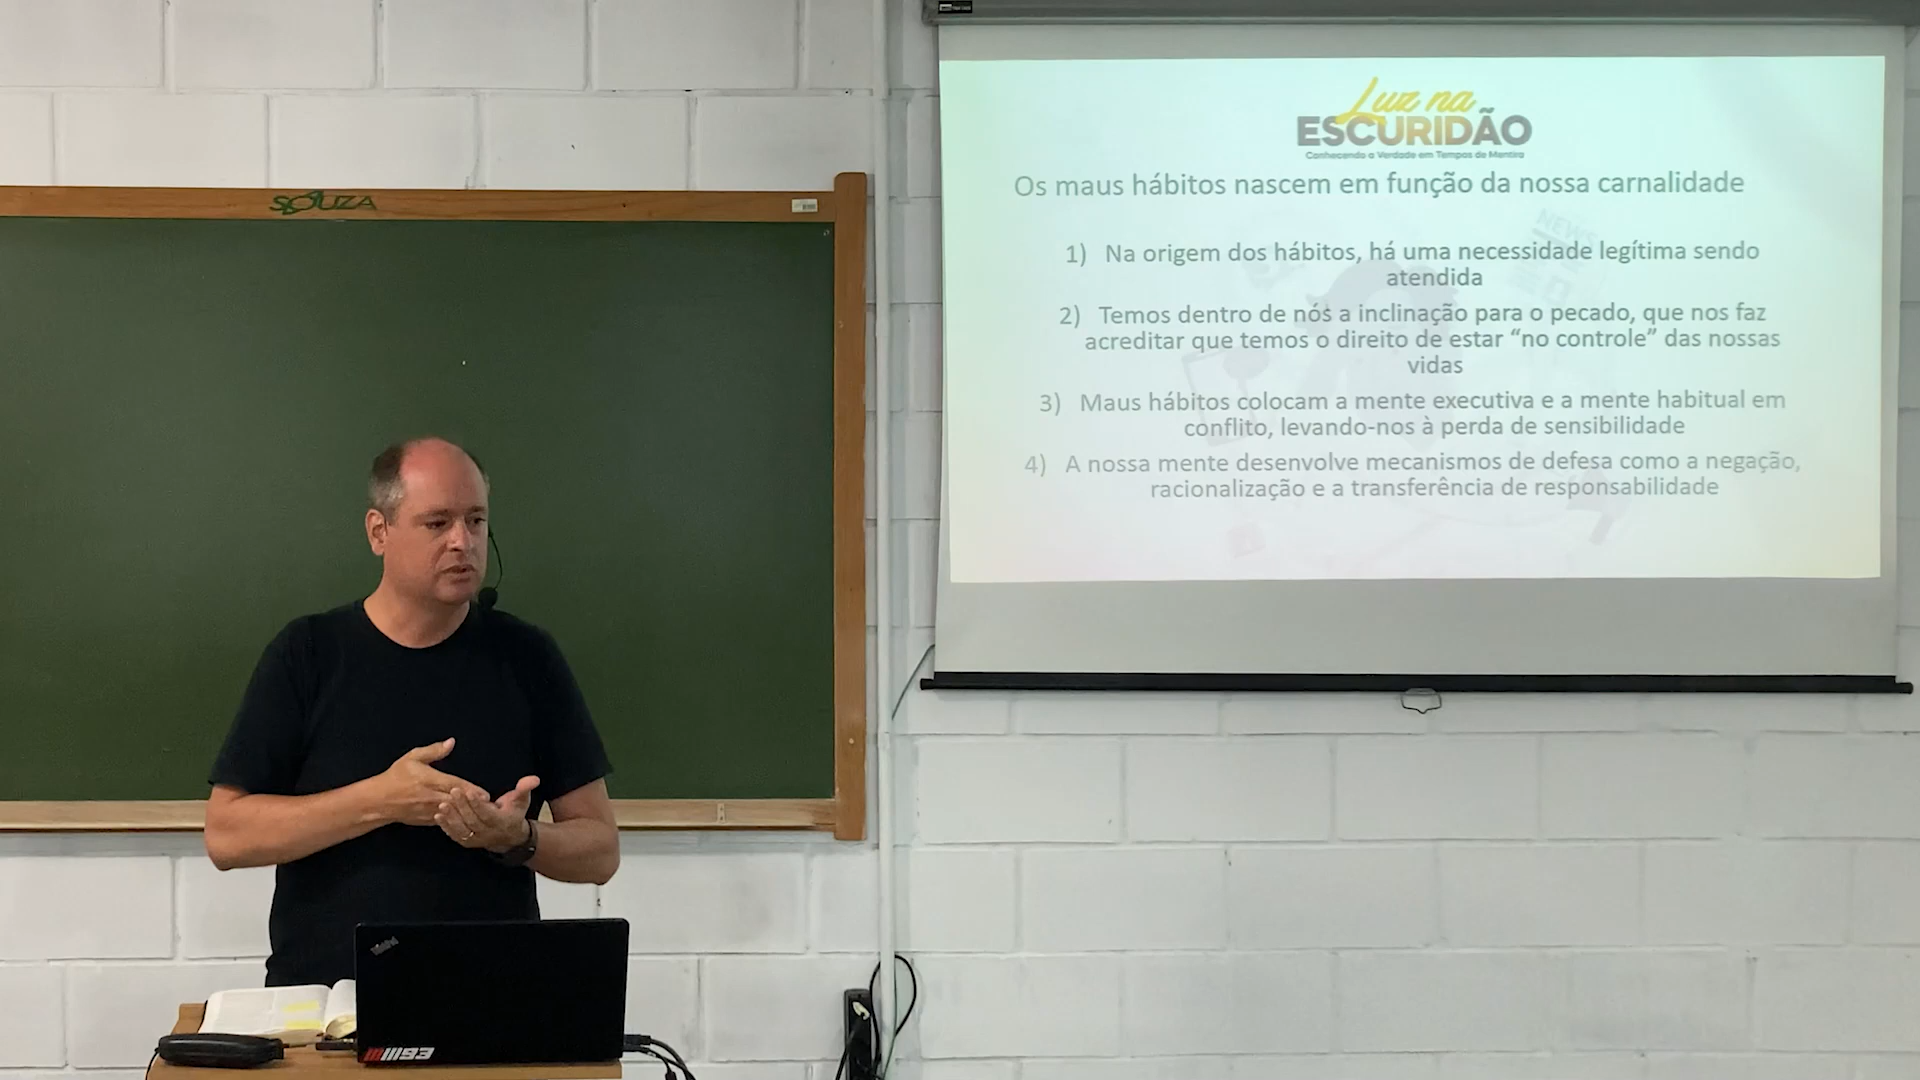 SOUZA
Luz na
ESCURIDÃO
Conhecendo a Verdade em Tempos de Mentira
Os maus hábitos nascem em função da nossa carnalidade
1) Na origem dos hábitos, há uma necessidade legítima sendo
atendida
2) Temos dentro de nós a inclinação para o pecado, que nos faz
acreditar que temos o direito de estar “no controle” das nossas
vidas
3) Maus hábitos colocam a mente executiva e a mente habitual em
conflito, levando-nos à perda de sensibilidade
4) A nossa mente desenvolve mecanismos de defesa como a negação,
racionalização e a transferência de responsabilidade
NEWS
93